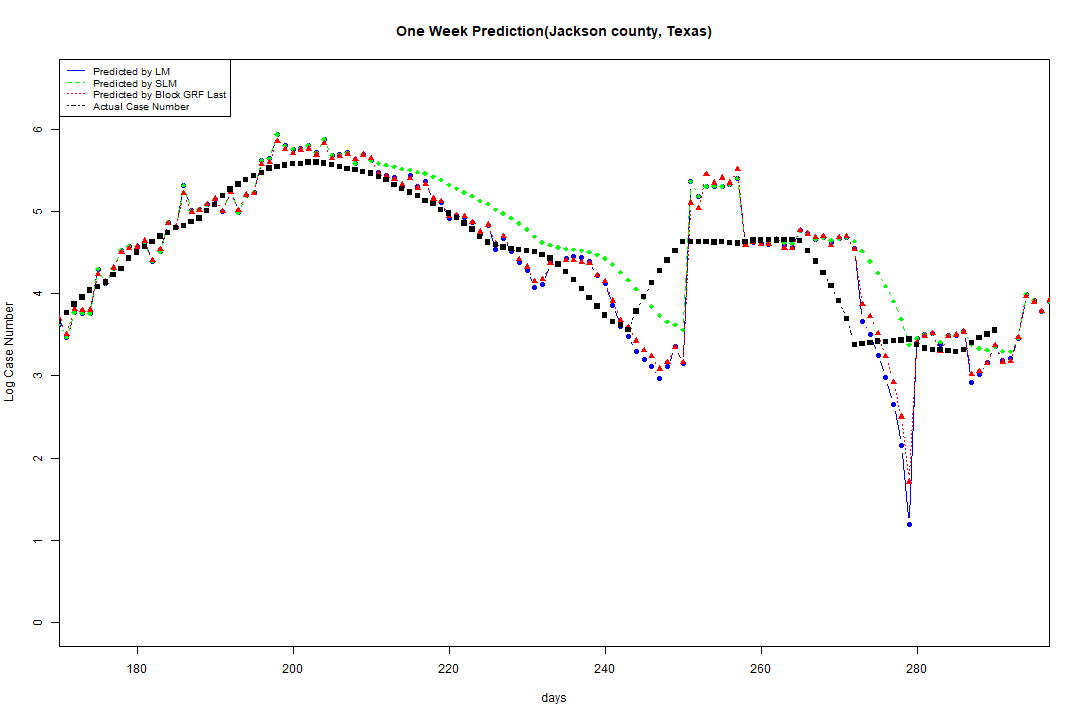 One Week Prediction(Jackson county, Texas)
Predicted by LM
Predicted by SLM
Predicted by Block GRF Last
Actual Case Number
Log Case Number
6
5
4
3
2
1
0
180 200 220 240 260 280
days